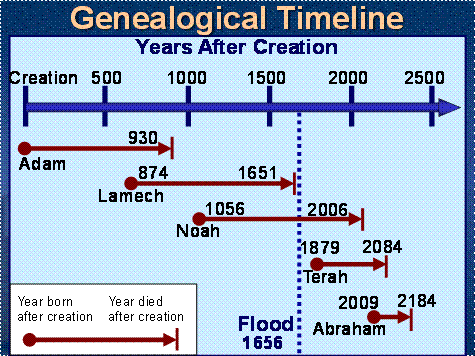 Genealogical Timeline
Years After Creation
Creation 500 1000 1500 2000 2500
930
Adam
874 1651
Lamech
1056 2006
Noah
1879 2084
Terah
2009 2184
Abraham
Flood
1656
Year born after creation
Year died after creation